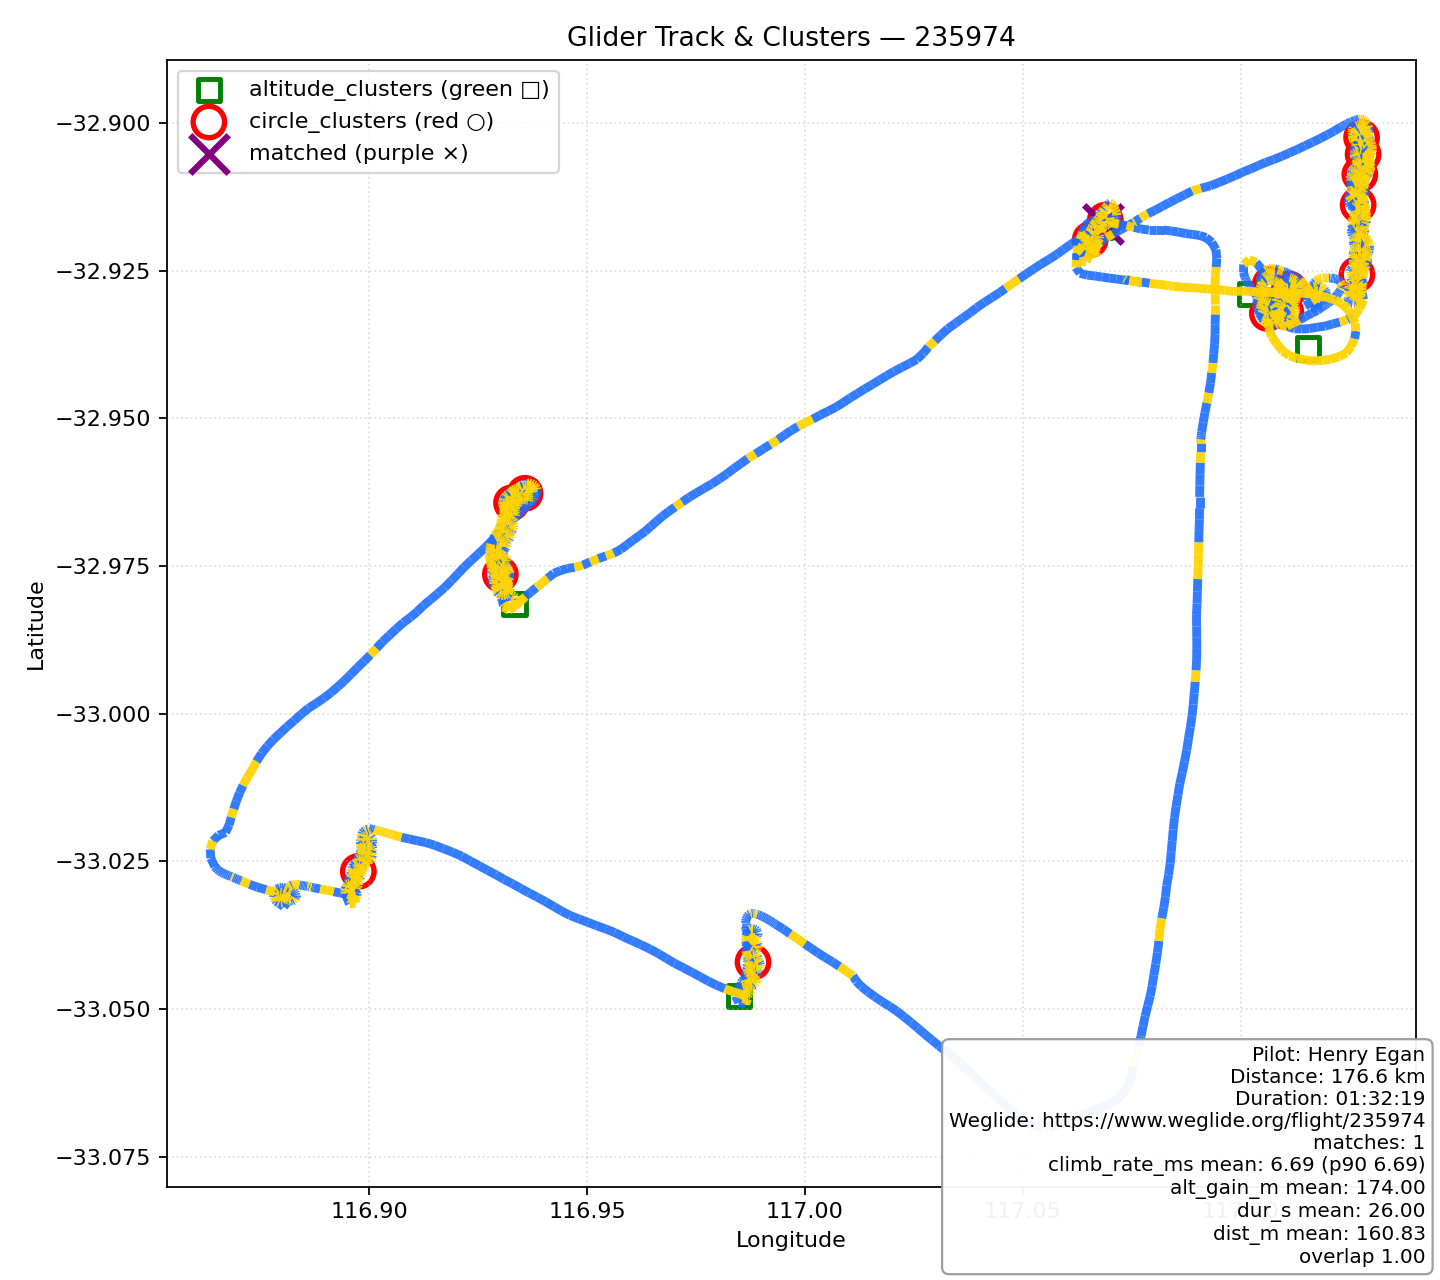 Glider Track & Clusters — 235974
altitude_clusters (green □)
circle_clusters (red ○)
matched (purple ×)
−32.900
−32.925
−32.950
−32.975
−33.000
−33.025
−33.050
−33.075
Latitude
116.90
116.95
117.00
117.05
Longitude
Pilot: Henry Egan
Distance: 176.6 km
Duration: 01:32:19
Weglide: https://www.weglide.org/flight/235974
matches: 1
climb_rate_ms mean: 6.69 (p90 6.69)
alt_gain_m mean: 174.00
dur_s mean: 26.00
dist_m mean: 160.83
overlap 1.00